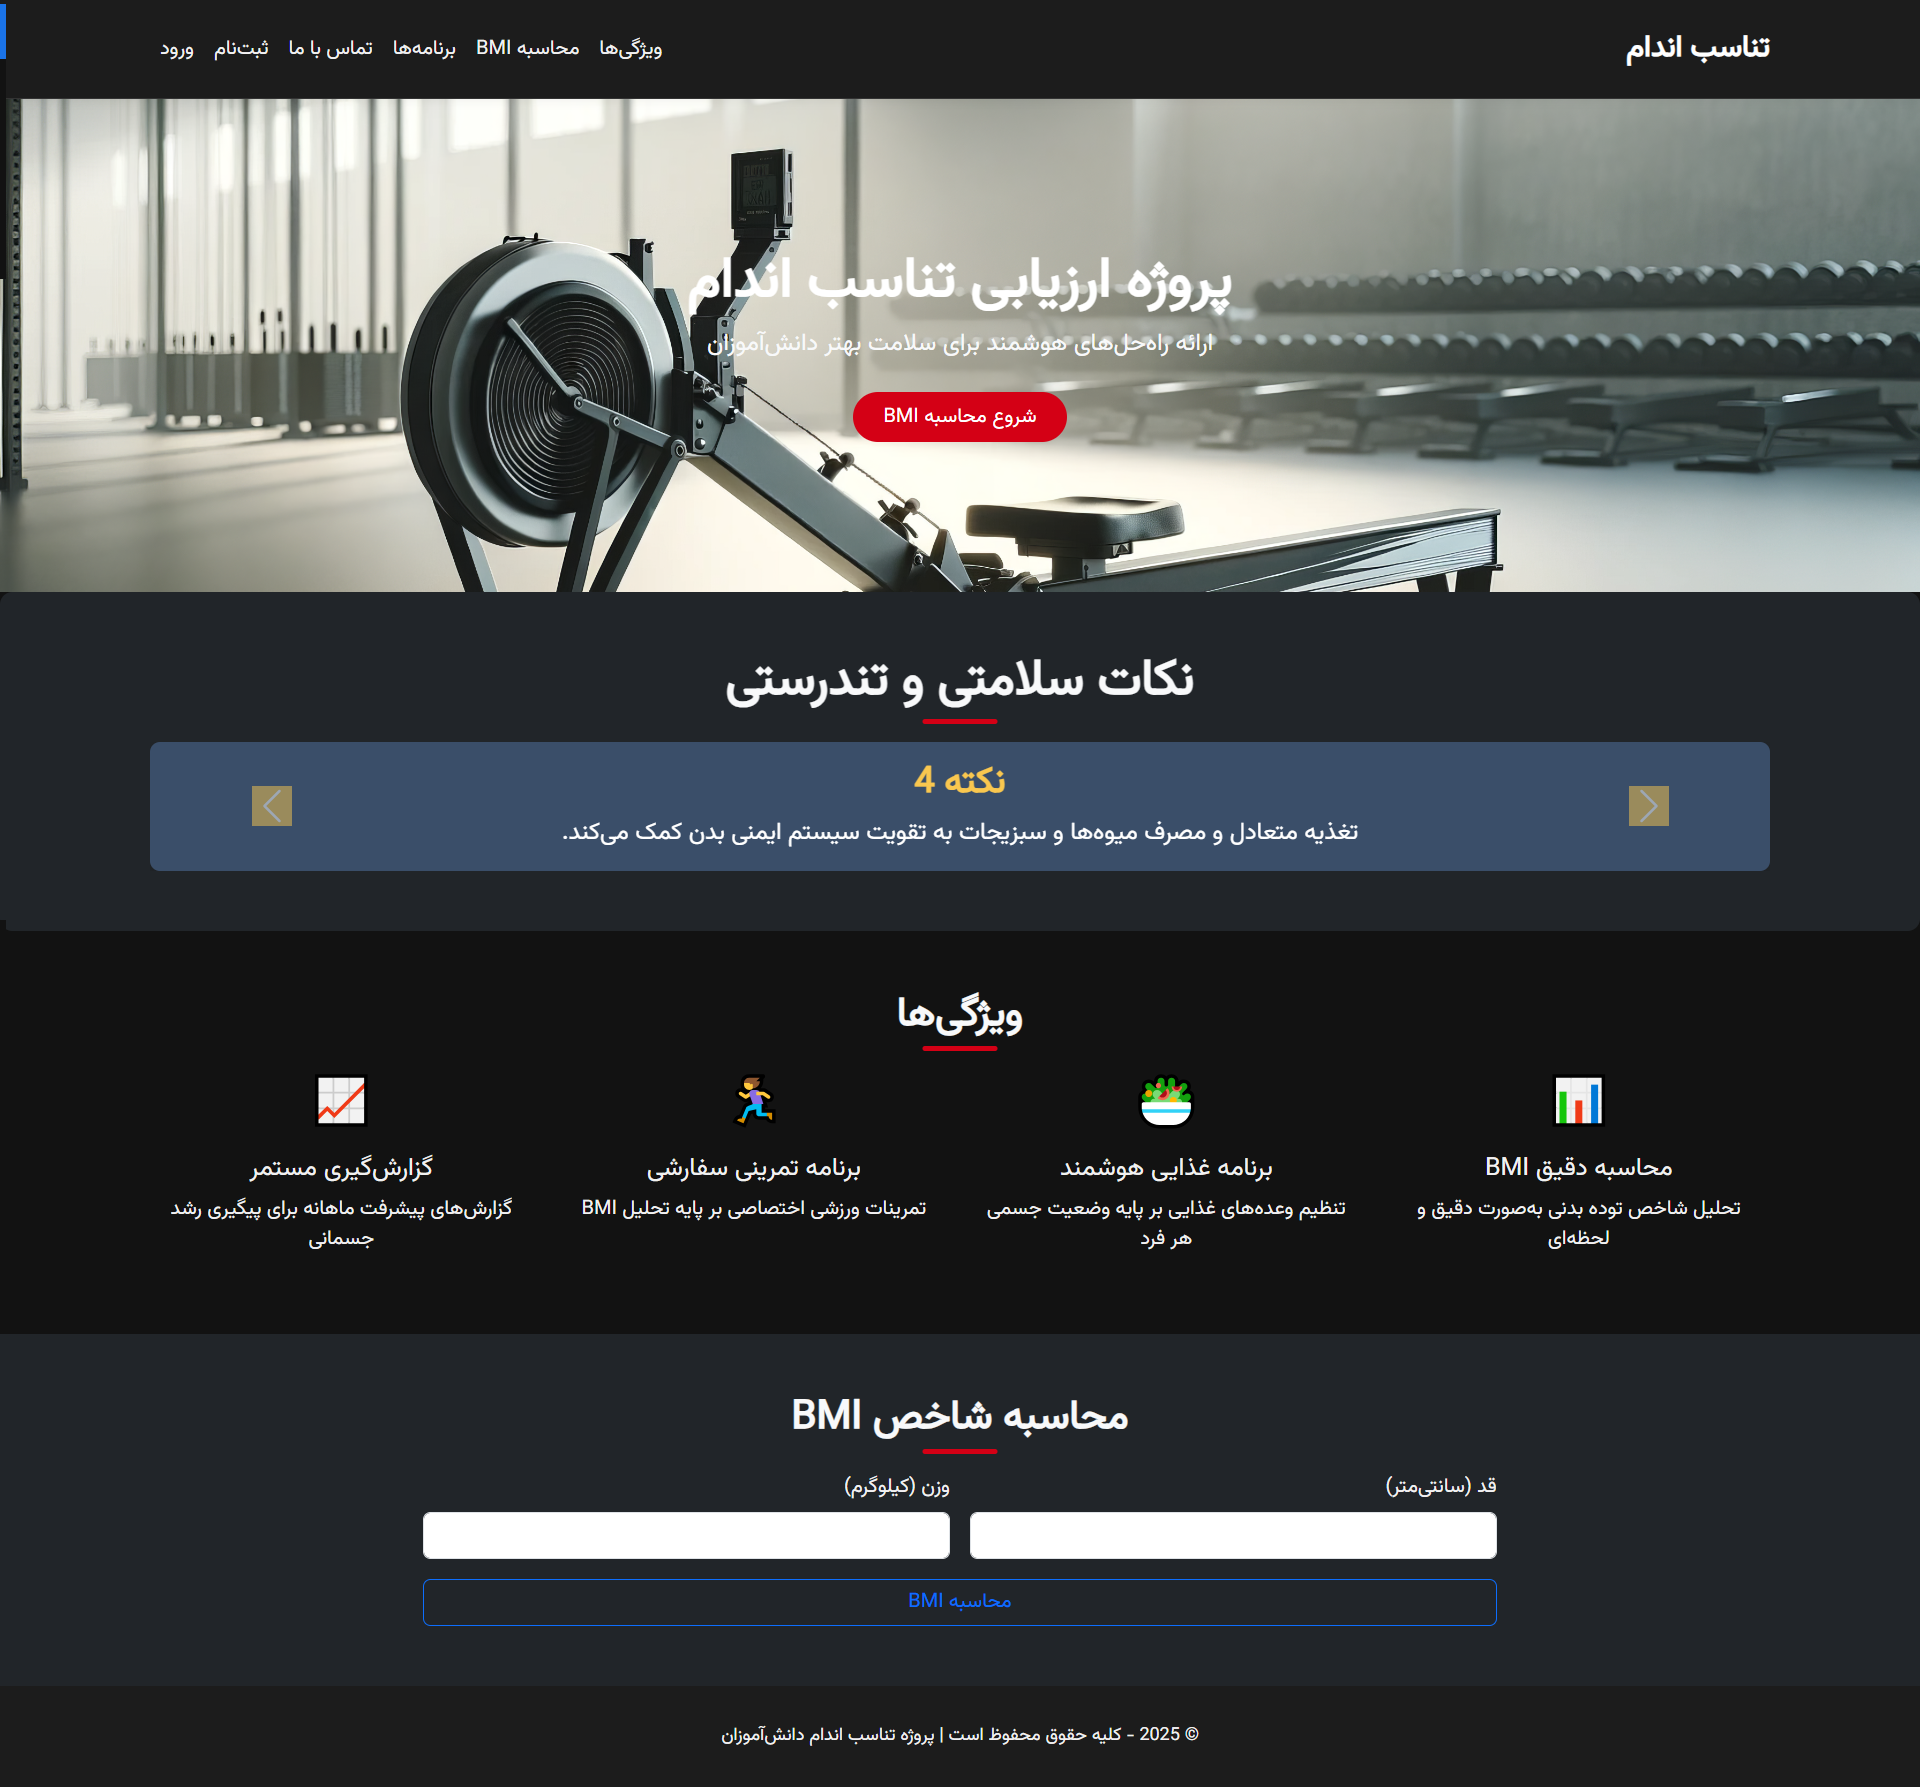 تناسب اندام
ویژگی‌ها
محاسبه BMI
برنامه‌ها
تماس با ما
ثبت‌نام
ورود
پروژه ارزیابی تناسب اندام
ارائه راه‌حل‌های هوشمند برای سلامت بهتر دانش‌آموزان
شروع محاسبه BMI
نکات سلامتی و تندرستی
نکته 4
تغذیه متعادل و مصرف میوه‌ها و سبزیجات به تقویت سیستم ایمنی بدن کمک می‌کند.
ویژگی‌ها
محاسبه دقیق BMI
تحلیل شاخص توده بدنی به‌صورت دقیق و
لحظه‌ای
برنامه غذایی هوشمند
تنظیم وعده‌های غذایی بر پایه وضعیت جسمی
هر فرد
برنامه تمرینی سفارشی
تمرینات ورزشی اختصاصی بر پایه تحلیل BMI
گزارش‌گیری مستمر
گزارش‌های پیشرفت ماهانه برای پیگیری رشد
جسمانی
محاسبه شاخص BMI
قد (سانتی‌متر)
وزن (کیلوگرم)
محاسبه BMI
© 2025 - کلیه حقوق محفوظ است | پروژه تناسب اندام دانش‌آموزان